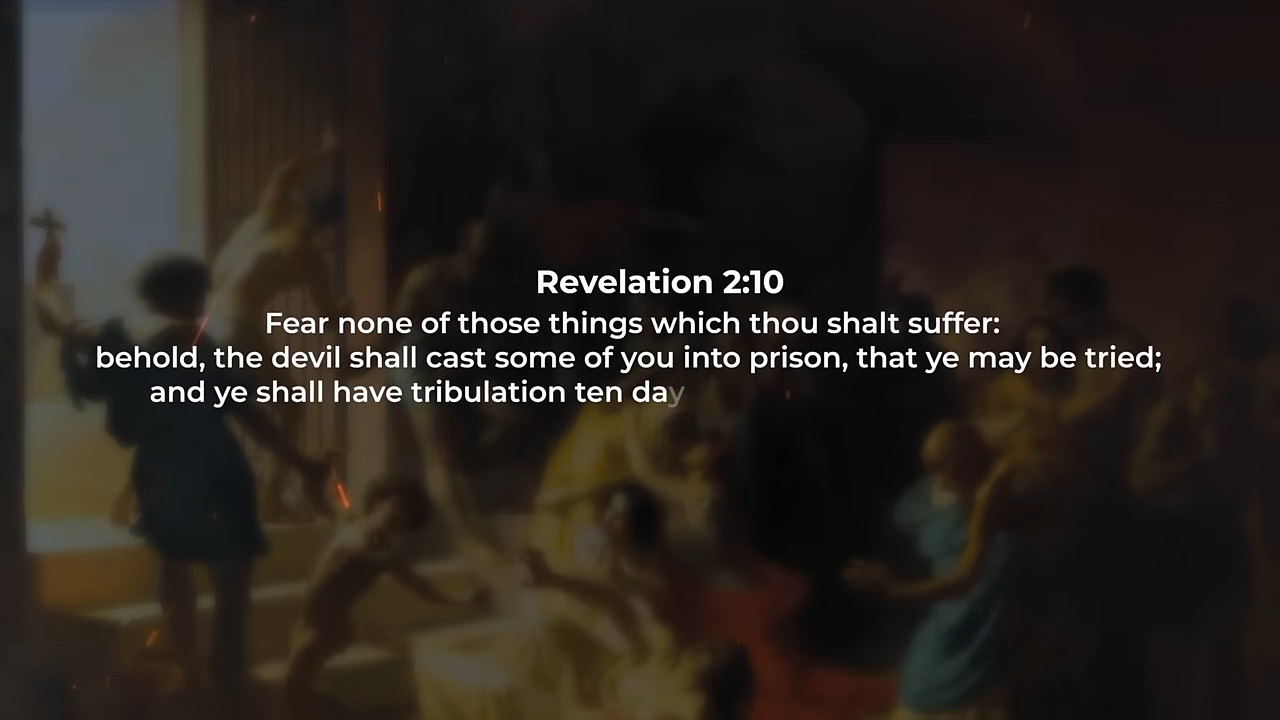 Revelation 2:10
Fear none of those things which thou shalt suffer:
behold, the devil shall cast some of you into prison, that ye may be tried;
and ye shall have tribulation ten day